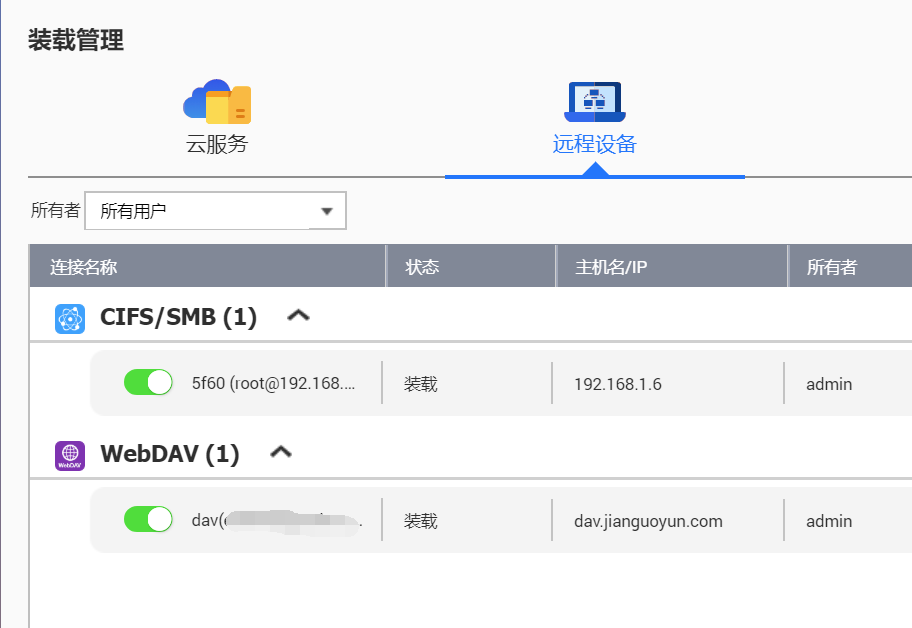 装载管理
云服务
远程设备
所有者 所有用户
连接名称 状态 主机名/IP 所有者
CIFS/SMB (1)
5f60 (root@192.168.... 装载 192.168.1.6 admin
WebDAV
WebDAV (1)
dav( 装载 dav.jianguoyun.com admin